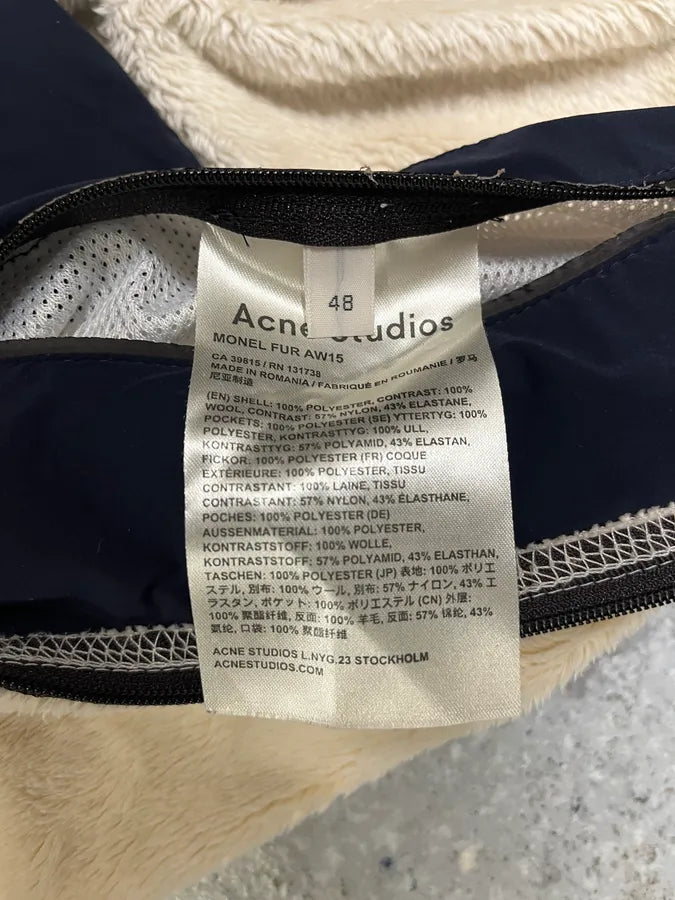 48
Acne Studios
MONEL FUR AW15
CA 39815 / RN 131738
MADE IN ROMANIA / FABRIQUÉ EN ROUMANIE / 罗马
尼亚制造
(EN) SHELL: 100% POLYESTER, CONTRAST: 100%
WOOL, CONTRAST: 57% NYLON, 43% ELASTANE,
POCKETS: 100% POLYESTER (SE) YTTERTYG: 100%
POLYESTER, KONTRASTTYG: 100% ULL,
KONTRASTTYG: 57% POLYAMID, 43% ELASTAN,
FICKOR: 100% POLYESTER (FR) COQUE
EXTÉRIEURE: 100% POLYESTER, TISSU
CONTRASTANT: 100% LAINE, TISSU
CONTRASTANT: 57% NYLON, 43% ÉLASTHANE,
POCHES: 100% POLYESTER (DE)
AUSSENMATERIAL: 100% POLYESTER,
KONTRASTSTOFF: 100% WOLLE,
KONTRASTSTOFF: 57% POLYAMID, 43% ELASTHAN,
TASCHEN: 100% POLYESTER (JP) 表地: 100% ポリエ
ステル, 別布: 100% ウール, 別布: 57% ナイロン, 43% エ
ラスタン, ポケット: 100% ポリエステル (CN) 外層:
100% 聚酯纤维, 反面: 100% 羊毛, 反面: 57% 锦纶, 43%
氨纶, 口袋: 100% 聚酯纤维
ACNE STUDIOS L.NYG.23 STOCKHOLM
ACNESTUDIOS.COM